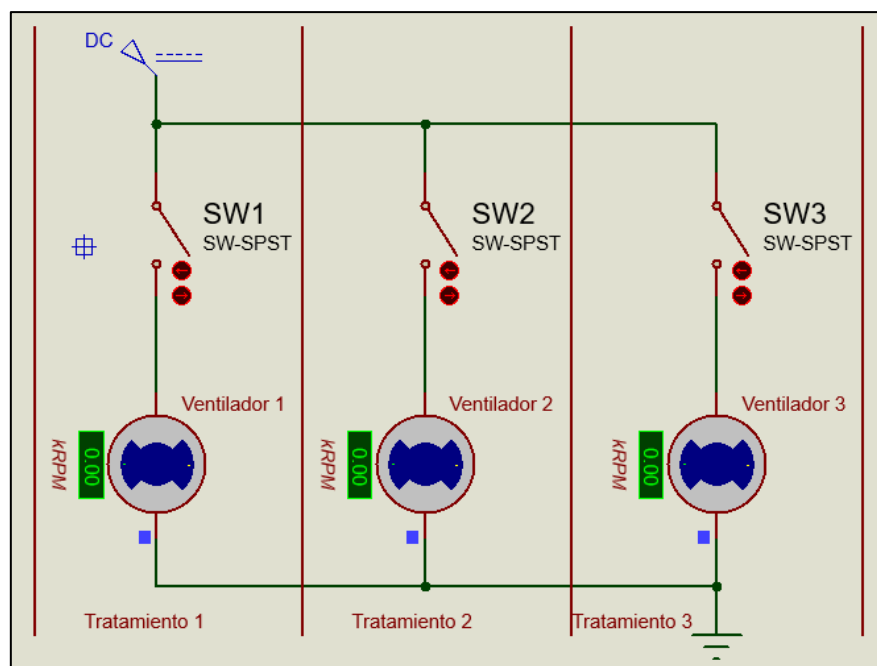 DC
SW1
SW-SPST
SW2
SW-SPST
SW3
SW-SPST
Ventilador 1
Ventilador 2
Ventilador 3
kRPM
0.00
kRPM
0.00
kRPM
0.00
Tratamiento 1
Tratamiento 2
Tratamiento 3